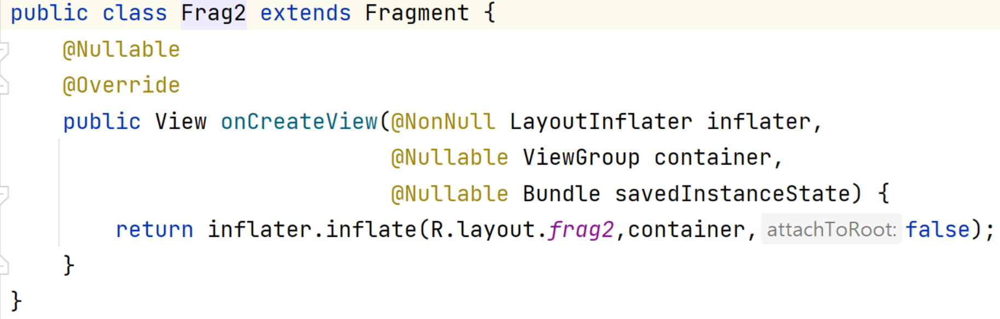 public class Frag2 extends Fragment {
@Nullable
@Override
public View onCreateView(@NonNull LayoutInflater inflater,
@Nullable ViewGroup container,
@Nullable Bundle savedInstanceState) {
return inflater.inflate(R.layout.frag2,container, attachToRoot: false);
}
}